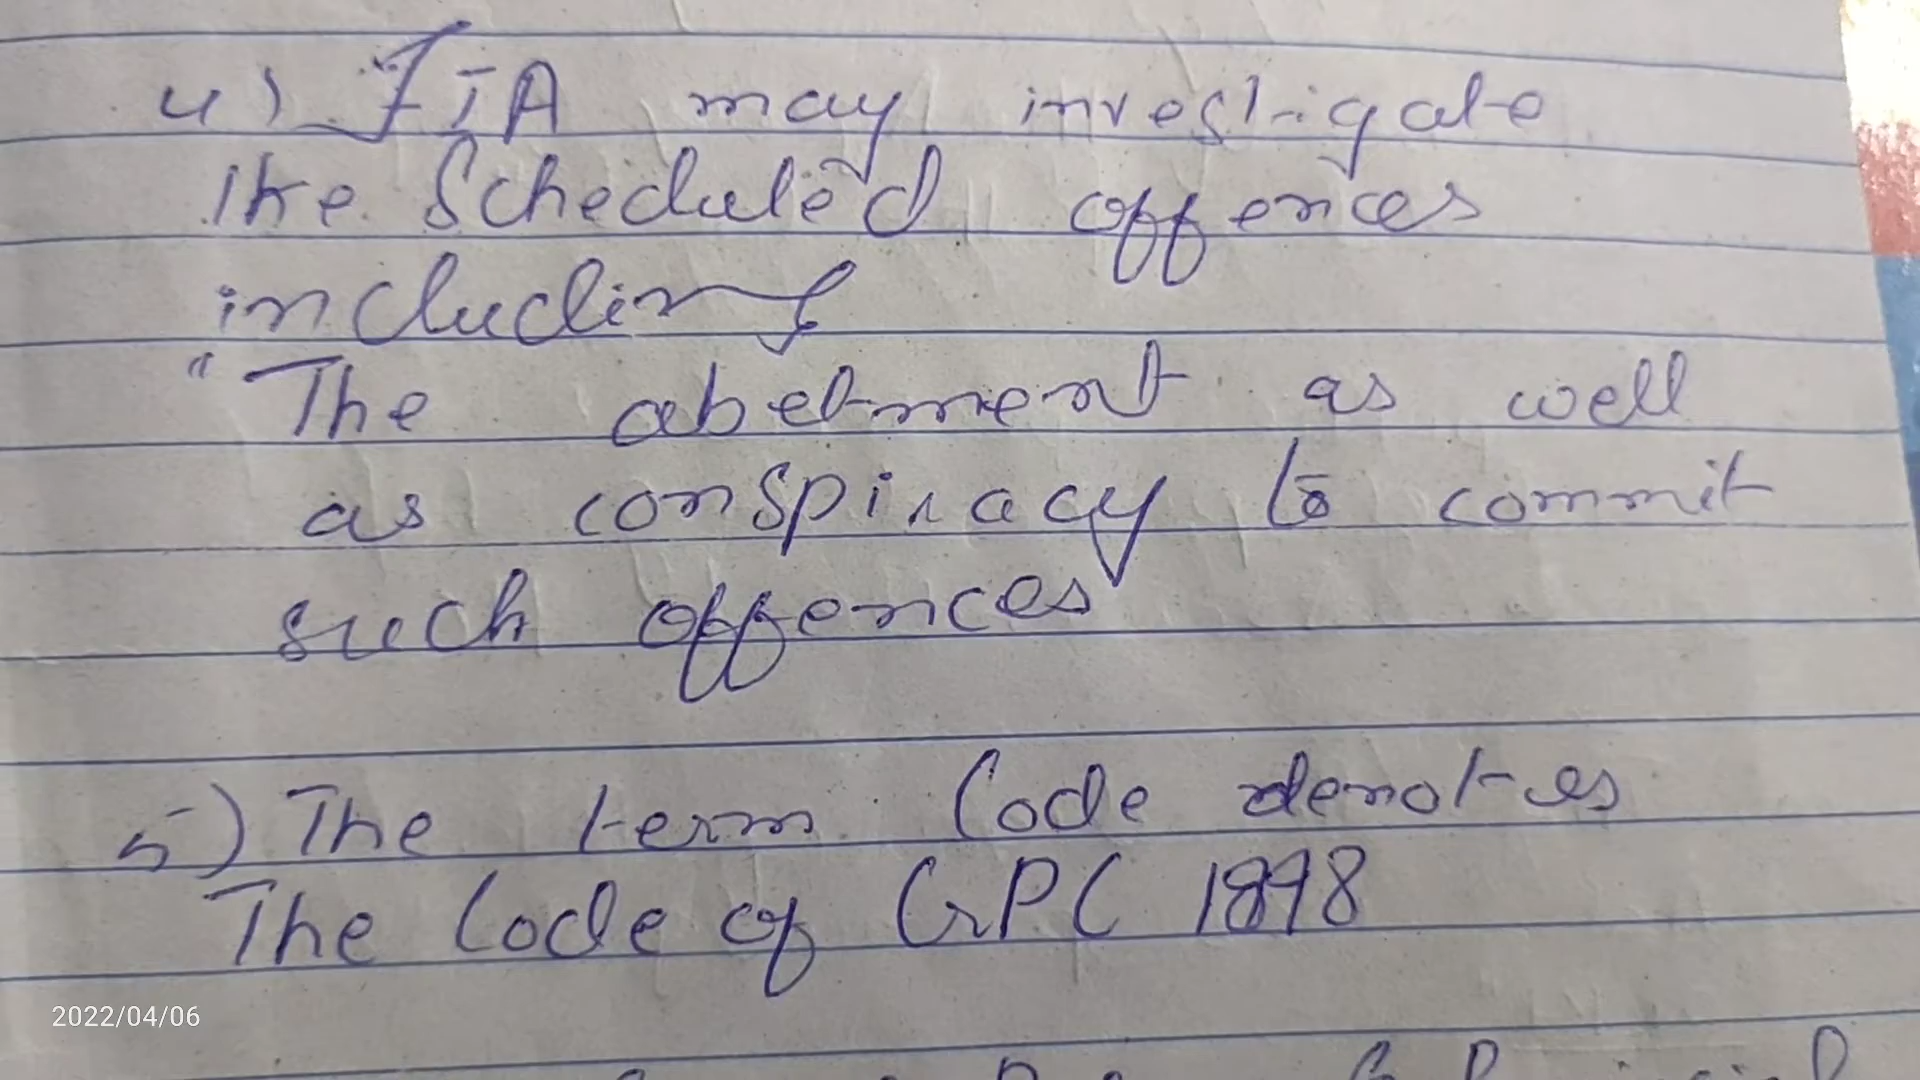 4) FIA may investigate
the Scheduled offences
including
" The abetment as well
as conspiracy to commit
such offences"
5) The term Code denotes
The Code of CrPC 1898
2022/04/06